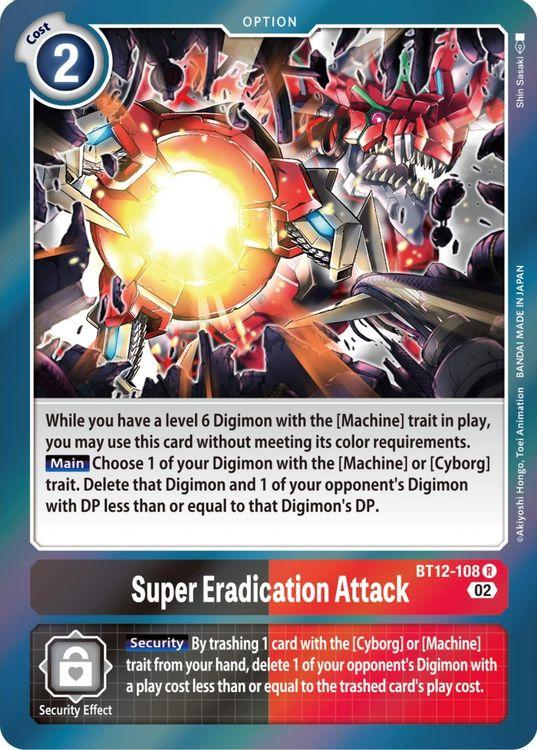 OPTION
Cost
2
Shin Sasaki
©Akiyoshi Hongo, Toei Animation BANDAI MADE IN JAPAN
While you have a level 6 Digimon with the [Machine] trait in play,
you may use this card without meeting its color requirements.
Main Choose 1 of your Digimon with the [Machine] or [Cyborg]
trait. Delete that Digimon and 1 of your opponent's Digimon
with DP less than or equal to that Digimon's DP.
BT12-108 R
Super Eradication Attack
02
Security By trashing 1 card with the [Cyborg] or [Machine]
trait from your hand, delete 1 of your opponent's Digimon with
a play cost less than or equal to the trashed card's play cost.
Security Effect